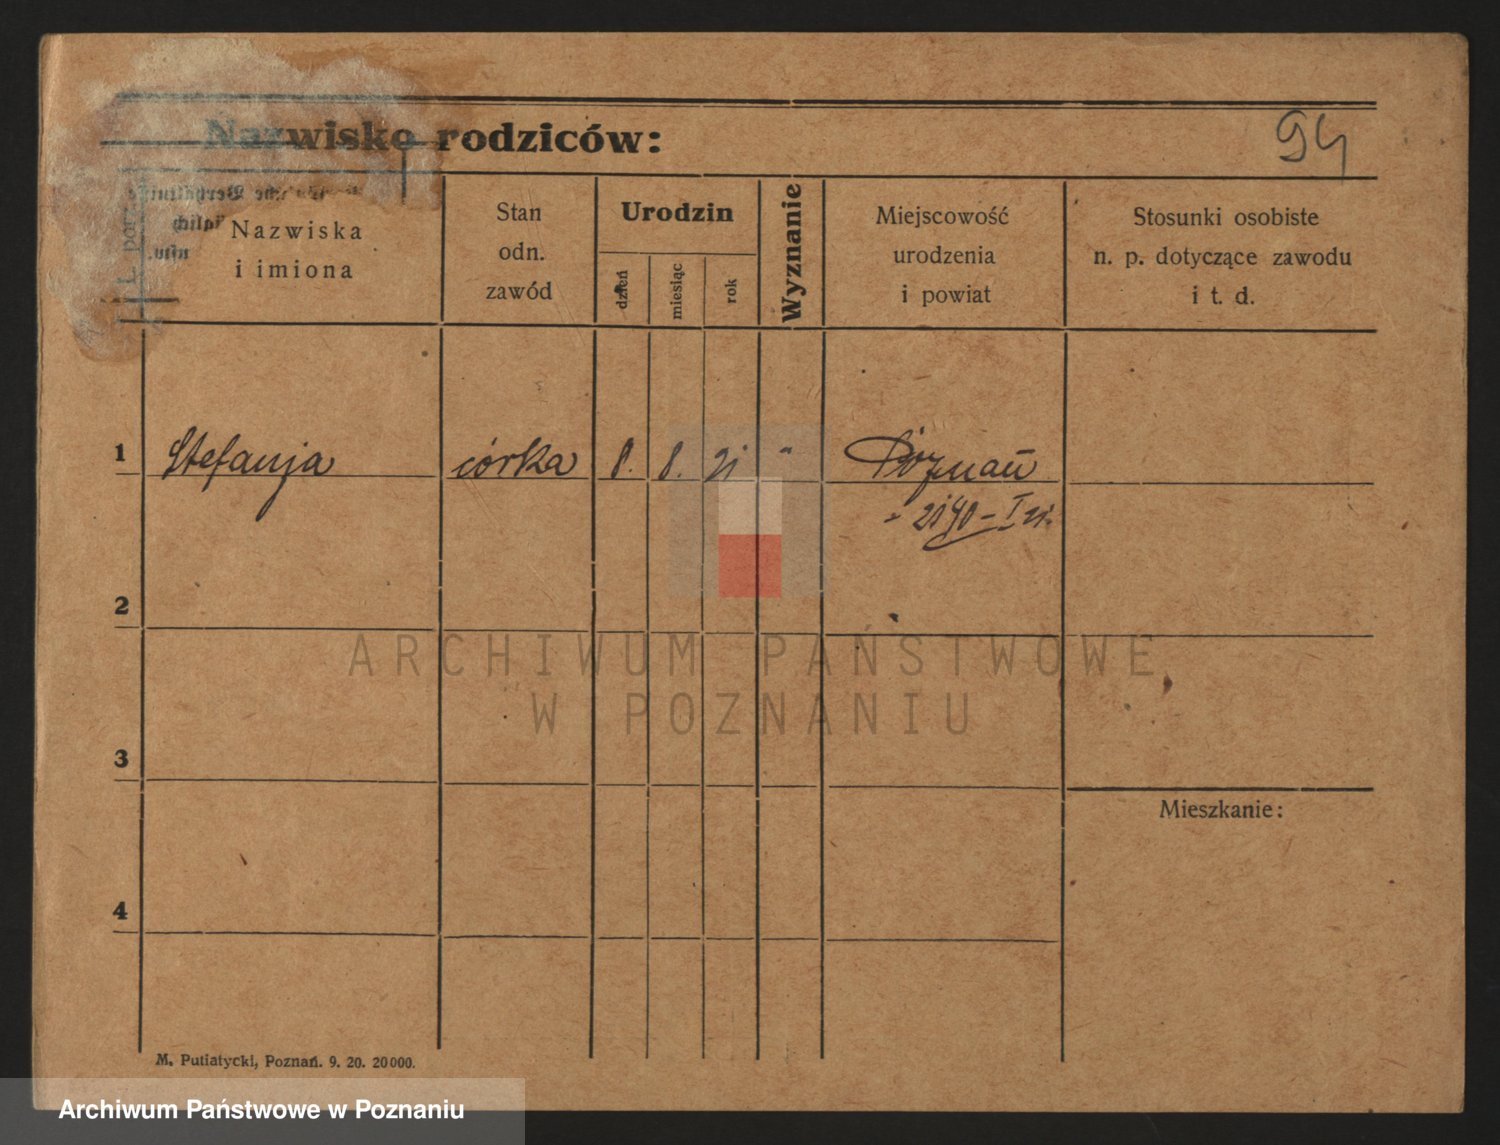 94
Nazwisko rodziców:
Nazwiska
i imiona
Stan
odn.
zawód
Urodzin
dzień
miesiąc
rok
Wyznanie
Miejscowość
urodzenia
i powiat
Stosunki osobiste
n. p. dotyczące zawodu
i t. d.
1 Stefanja córka 8. 8. 21 " Poznań
2
3
Mieszkanie:
4
M. Putiatycki, Poznań. 9. 20. 20000.
ARCHIWUM PAŃSTWOWE
W POZNANIU
Archiwum Państwowe w Poznaniu